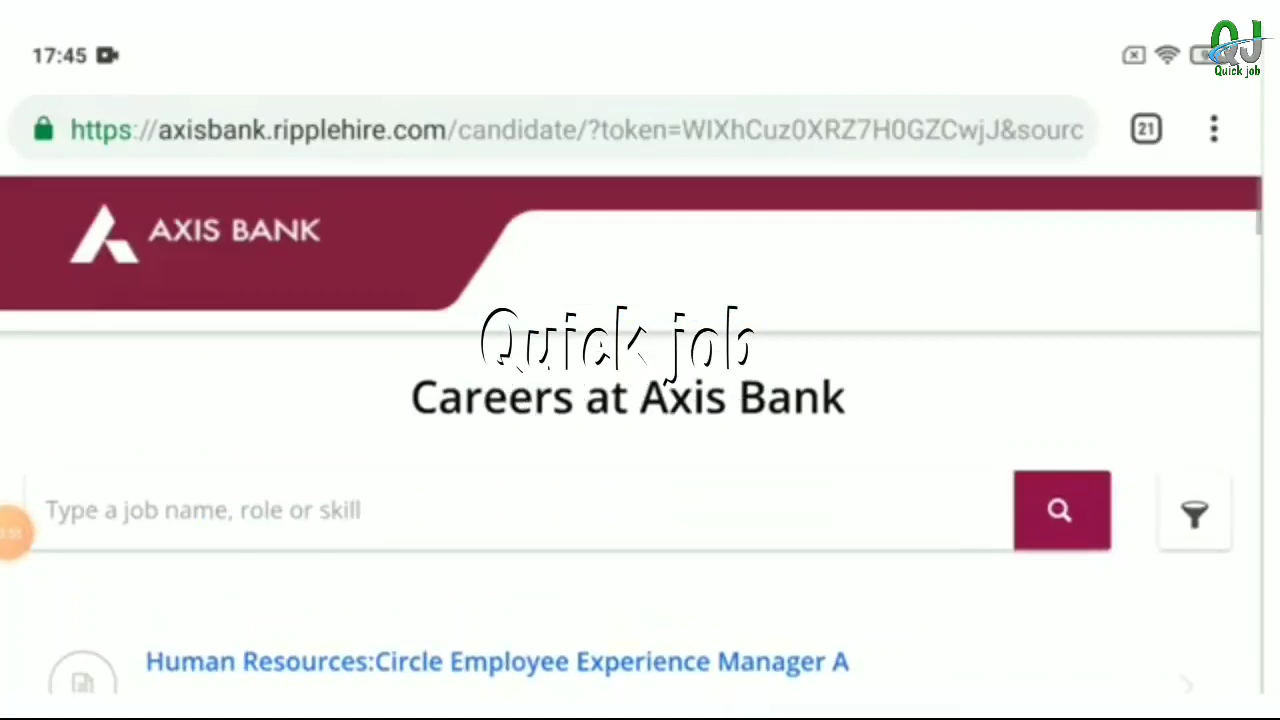 17:45
QJ
Quick job
https://axisbank.ripplehire.com/candidate/?token=WIXhCuz0XRZ7H0GZCwjJ&sourc
21
AXIS BANK
Quick job
Careers at Axis Bank
Type a job name, role or skill
Human Resources:Circle Employee Experience Manager A